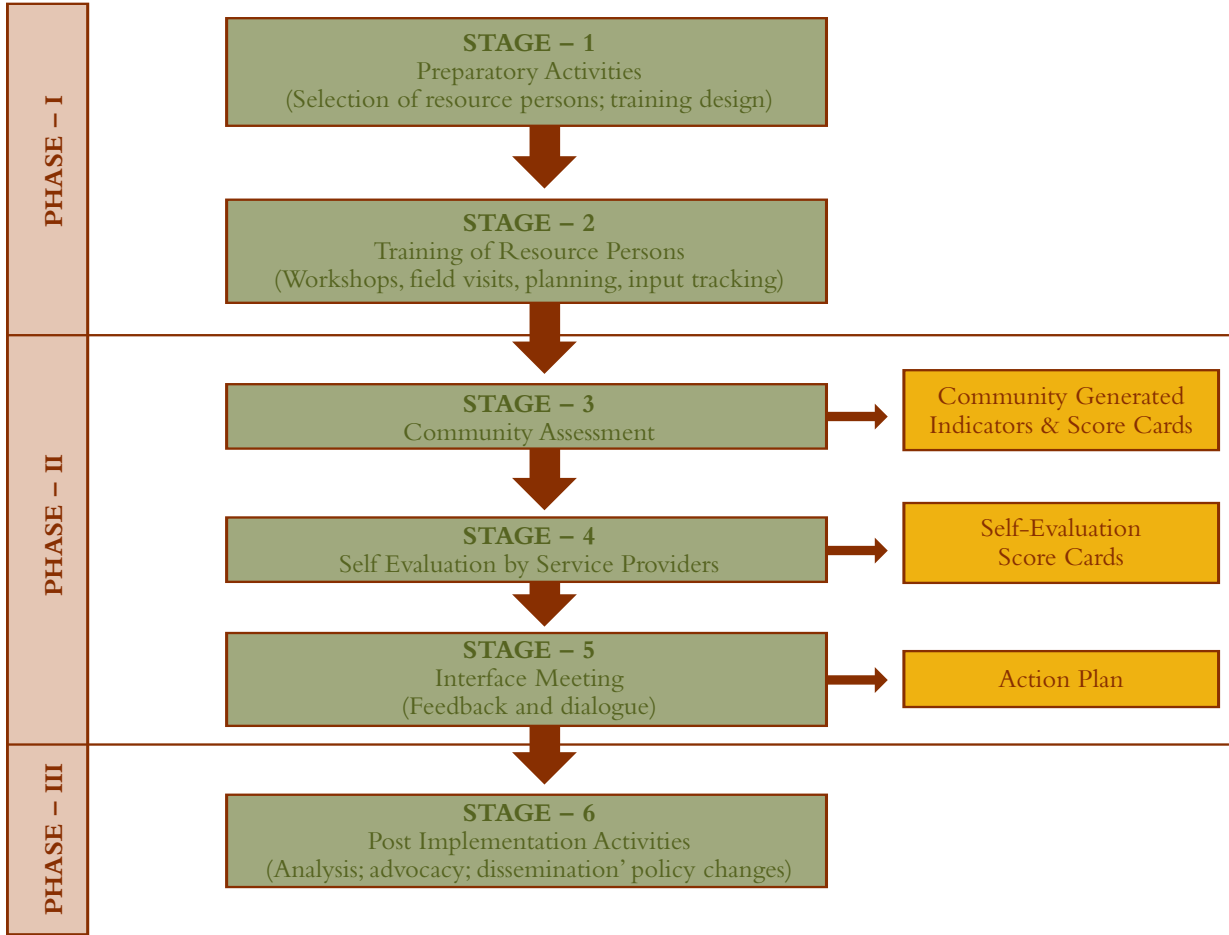 PHASE – I
STAGE – 1
Preparatory Activities
(Selection of resource persons; training design)
STAGE – 2
Training of Resource Persons
(Workshops, field visits, planning, input tracking)
PHASE – II
STAGE – 3
Community Assessment
Community Generated
Indicators & Score Cards
STAGE – 4
Self Evaluation by Service Providers
Self-Evaluation
Score Cards
STAGE – 5
Interface Meeting
(Feedback and dialogue)
Action Plan
PHASE – III
STAGE – 6
Post Implementation Activities
(Analysis; advocacy; dissemination’ policy changes)